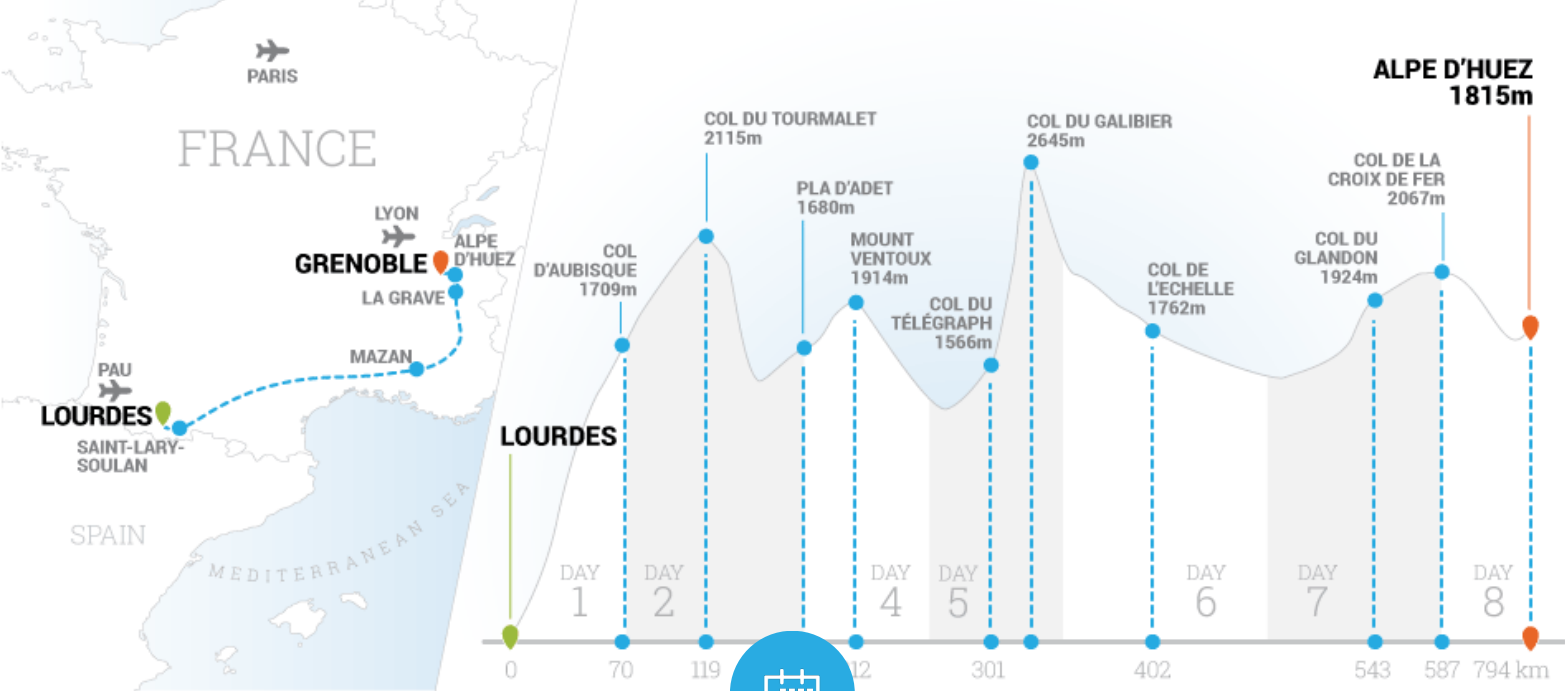 PARIS
FRANCE
LYON
ALPE
D'HUEZ
GRENOBLE
LA GRAVE
MAZAN
PAU
LOURDES
SAINT-LARY-
SOULAN
SPAIN
MEDITERRANEAN SEA
LOURDES
COL
D'AUBISQUE
1709m
COL DU TOURMALET
2115m
PLA D'ADET
1680m
MOUNT
VENTOUX
1914m
COL DU
TÉLÉGRAPH
1566m
COL DU GALIBIER
2645m
COL DE
L'ECHELLE
1762m
COL DU
GLANDON
1924m
COL DE LA
CROIX DE FER
2067m
ALPE D'HUEZ
1815m
DAY
1
DAY
2
DAY
4
DAY
5
DAY
6
DAY
7
DAY
8
0 70 119 301 402 543 587 794 km